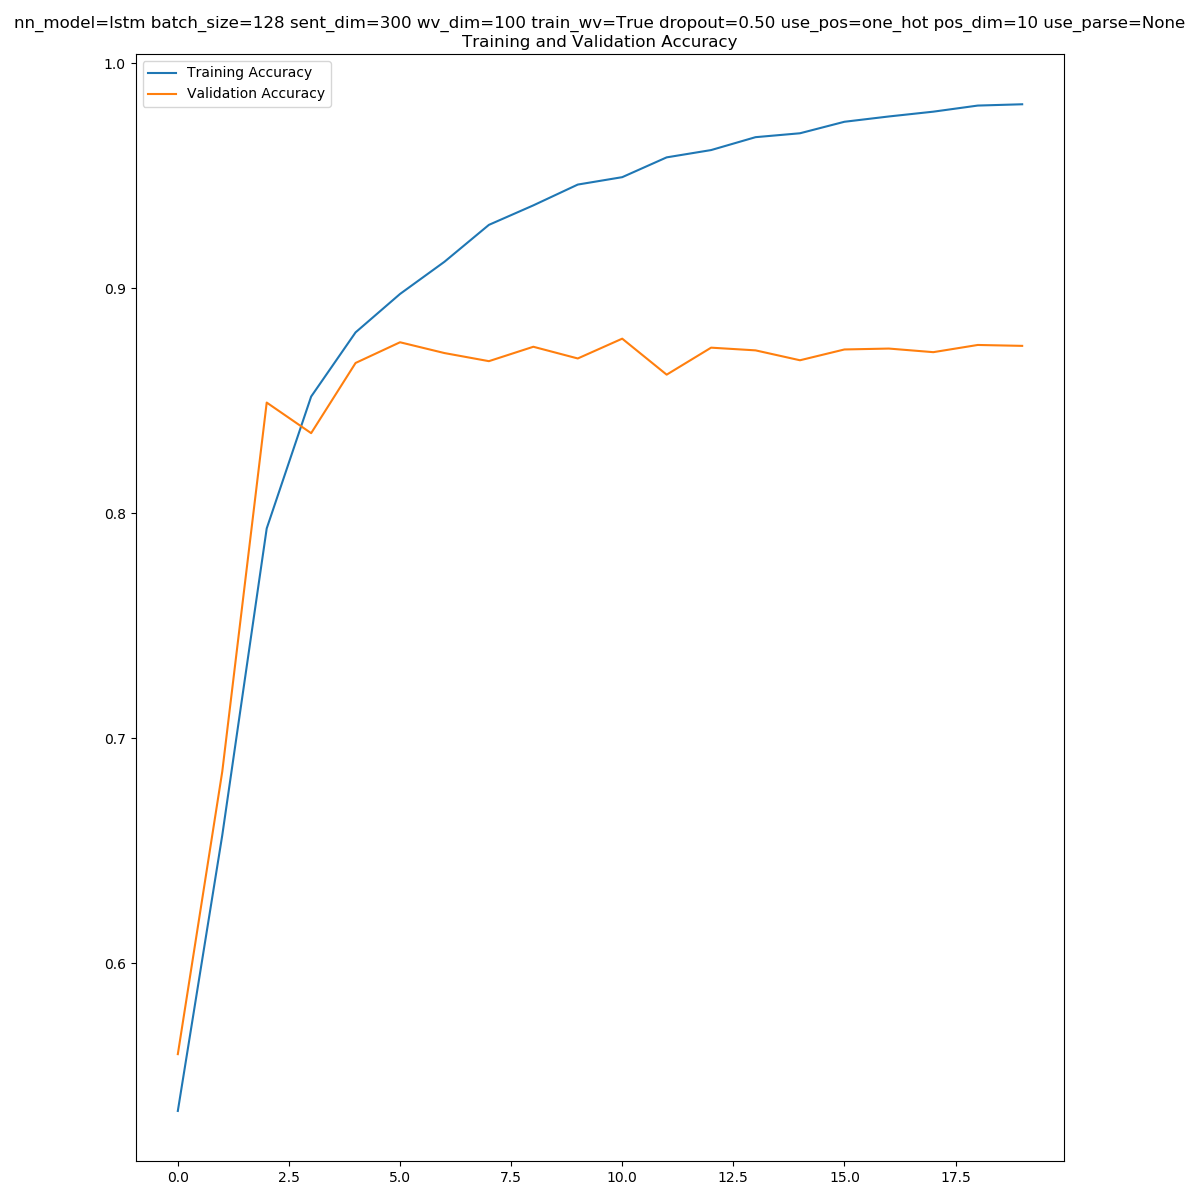 nn_model=lstm batch_size=128 sent_dim=300 wv_dim=100 train_wv=True dropout=0.50 use_pos=one_hot pos_dim=10 use_parse=None
Training and Validation Accuracy
Training Accuracy
Validation Accuracy
1.0
0.9
0.8
0.7
0.6
0.0 2.5 5.0 7.5 10.0 12.5 15.0 17.5